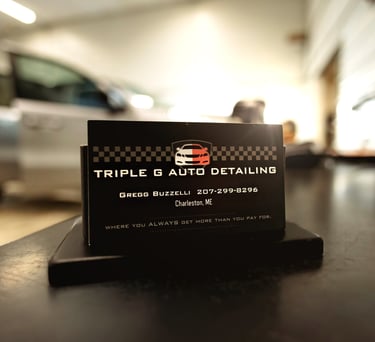 TRIPLE G AUTO DETAILING
GREGG BUZZELLI 207-299-8296
Charleston, ME
WHERE YOU ALWAYS GET MORE THAN YOU PAY FOR.